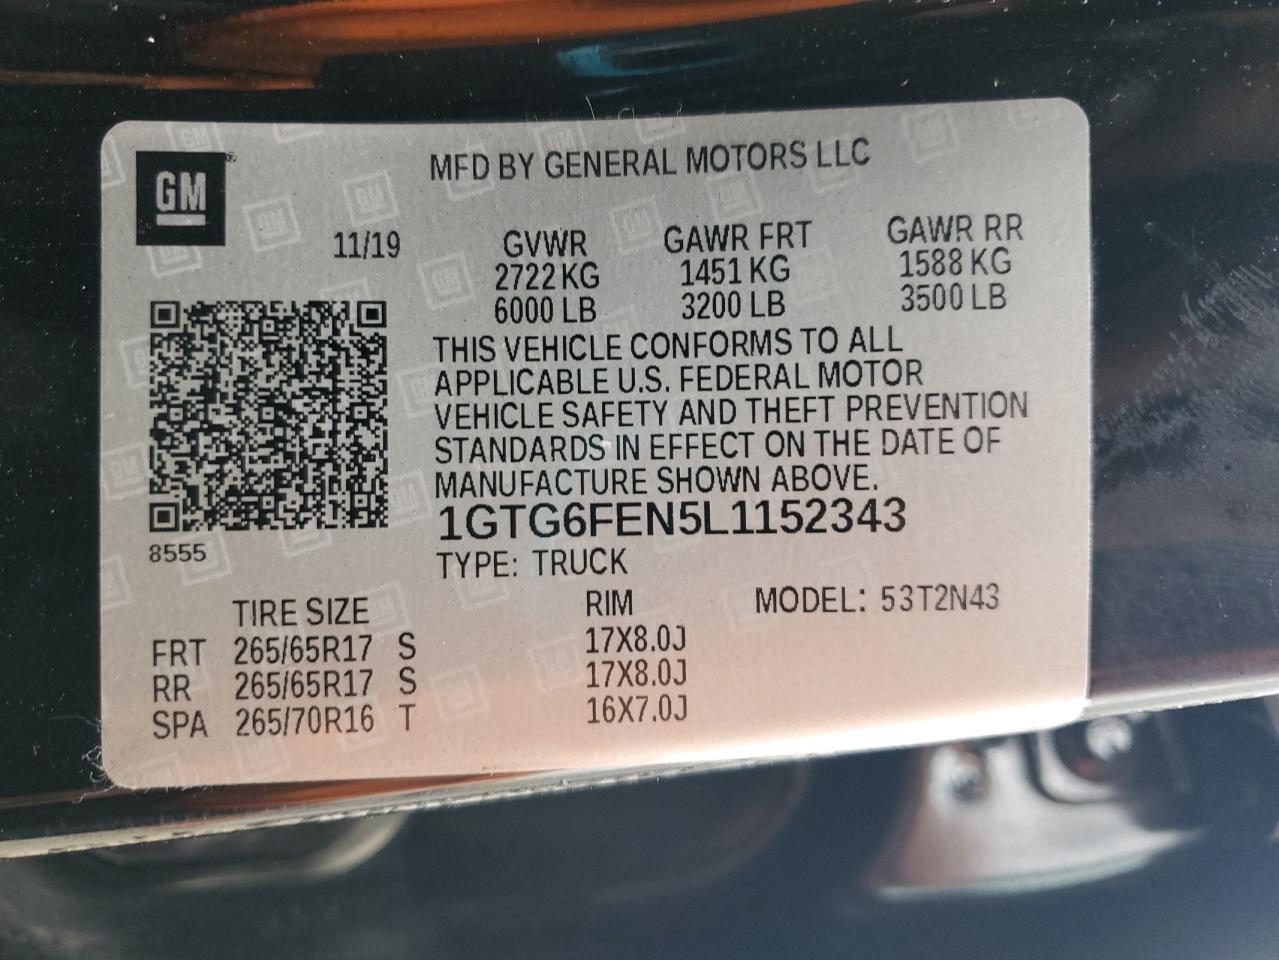 GM
MFD BY GENERAL MOTORS LLC
11/19 GVWR GAWR FRT GAWR RR
2722 KG 1451 KG 1588 KG
6000 LB 3200 LB 3500 LB
THIS VEHICLE CONFORMS TO ALL
APPLICABLE U.S. FEDERAL MOTOR
VEHICLE SAFETY AND THEFT PREVENTION
STANDARDS IN EFFECT ON THE DATE OF
MANUFACTURE SHOWN ABOVE.
1GTG6FEN5L1152343
8555
TYPE: TRUCK
TIRE SIZE RIM MODEL: 53T2N43
FRT 265/65R17 S 17X8.0J
RR 265/65R17 S 17X8.0J
SPA 265/70R16 T 16X7.0J